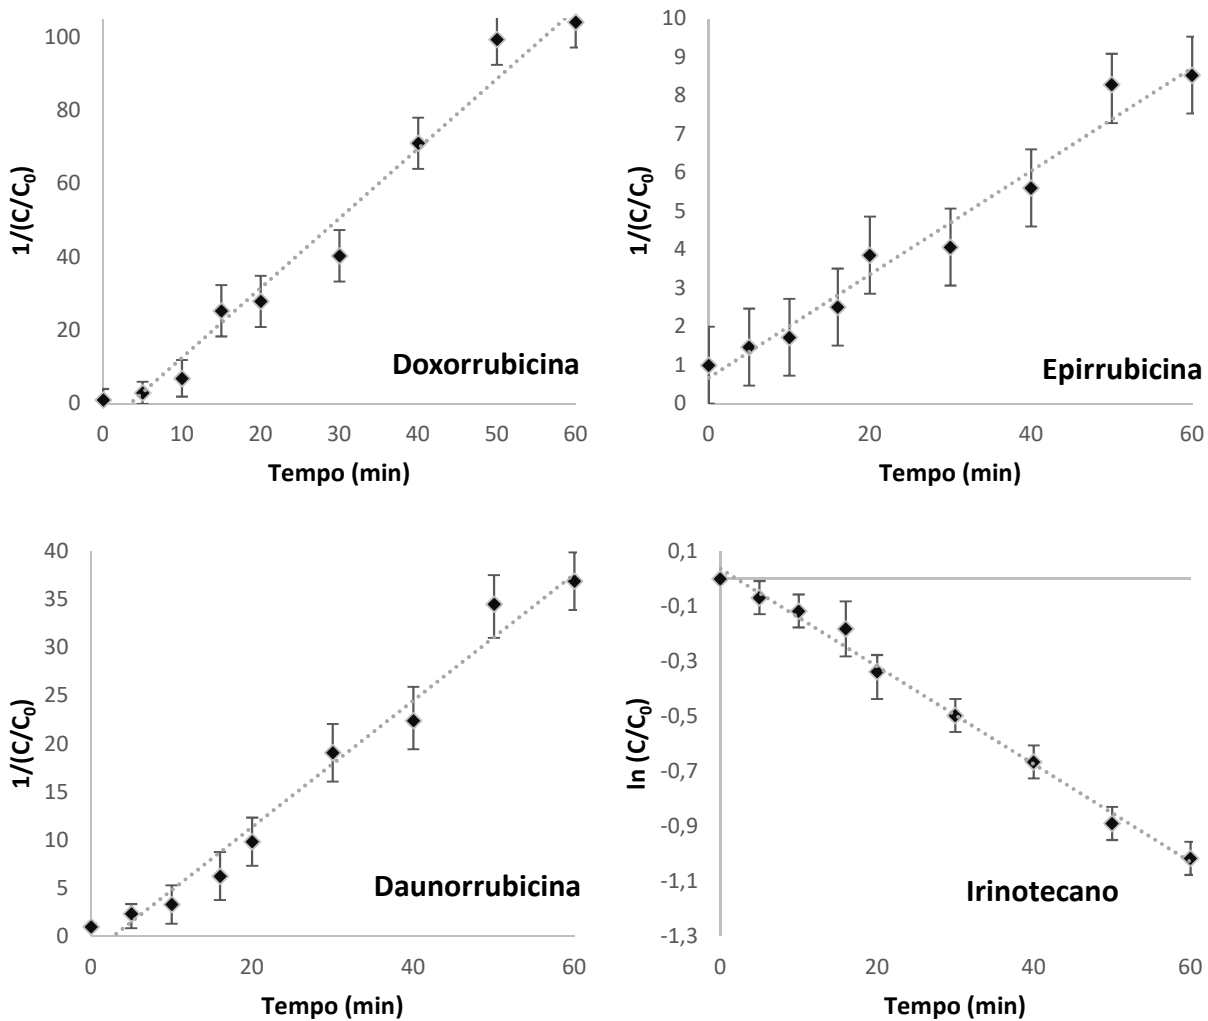 100
80
60
40
20
0
1/(C/C₀)
0 10 20 30 40 50 60
Tempo (min)
Doxorrubicina
10
9
8
7
6
5
4
3
2
1
0
1/(C/C₀)
0 20 40 60
Tempo (min)
Epirrubicina
40
35
30
25
20
15
10
5
0
1/(C/C₀)
0 20 40 60
Tempo (min)
Daunorrubicina
0,1
-0,1
-0,3
-0,5
-0,7
-0,9
-1,1
-1,3
ln (C/C₀)
0 20 40 60
Tempo (min)
Irinotecano